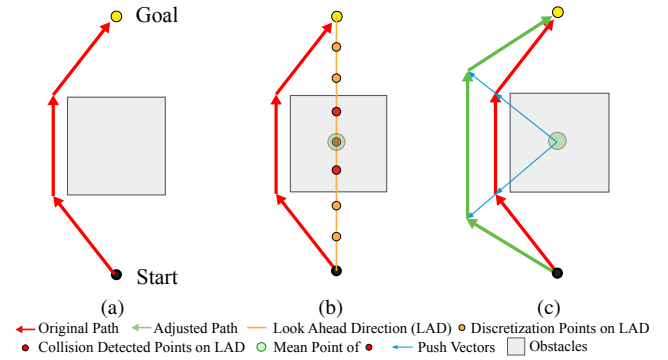 Goal
Start
(a) (b) (c)
Original Path Adjusted Path Look Ahead Direction (LAD) Discretization Points on LAD
Collision Detected Points on LAD Mean Point of Push Vectors Obstacles